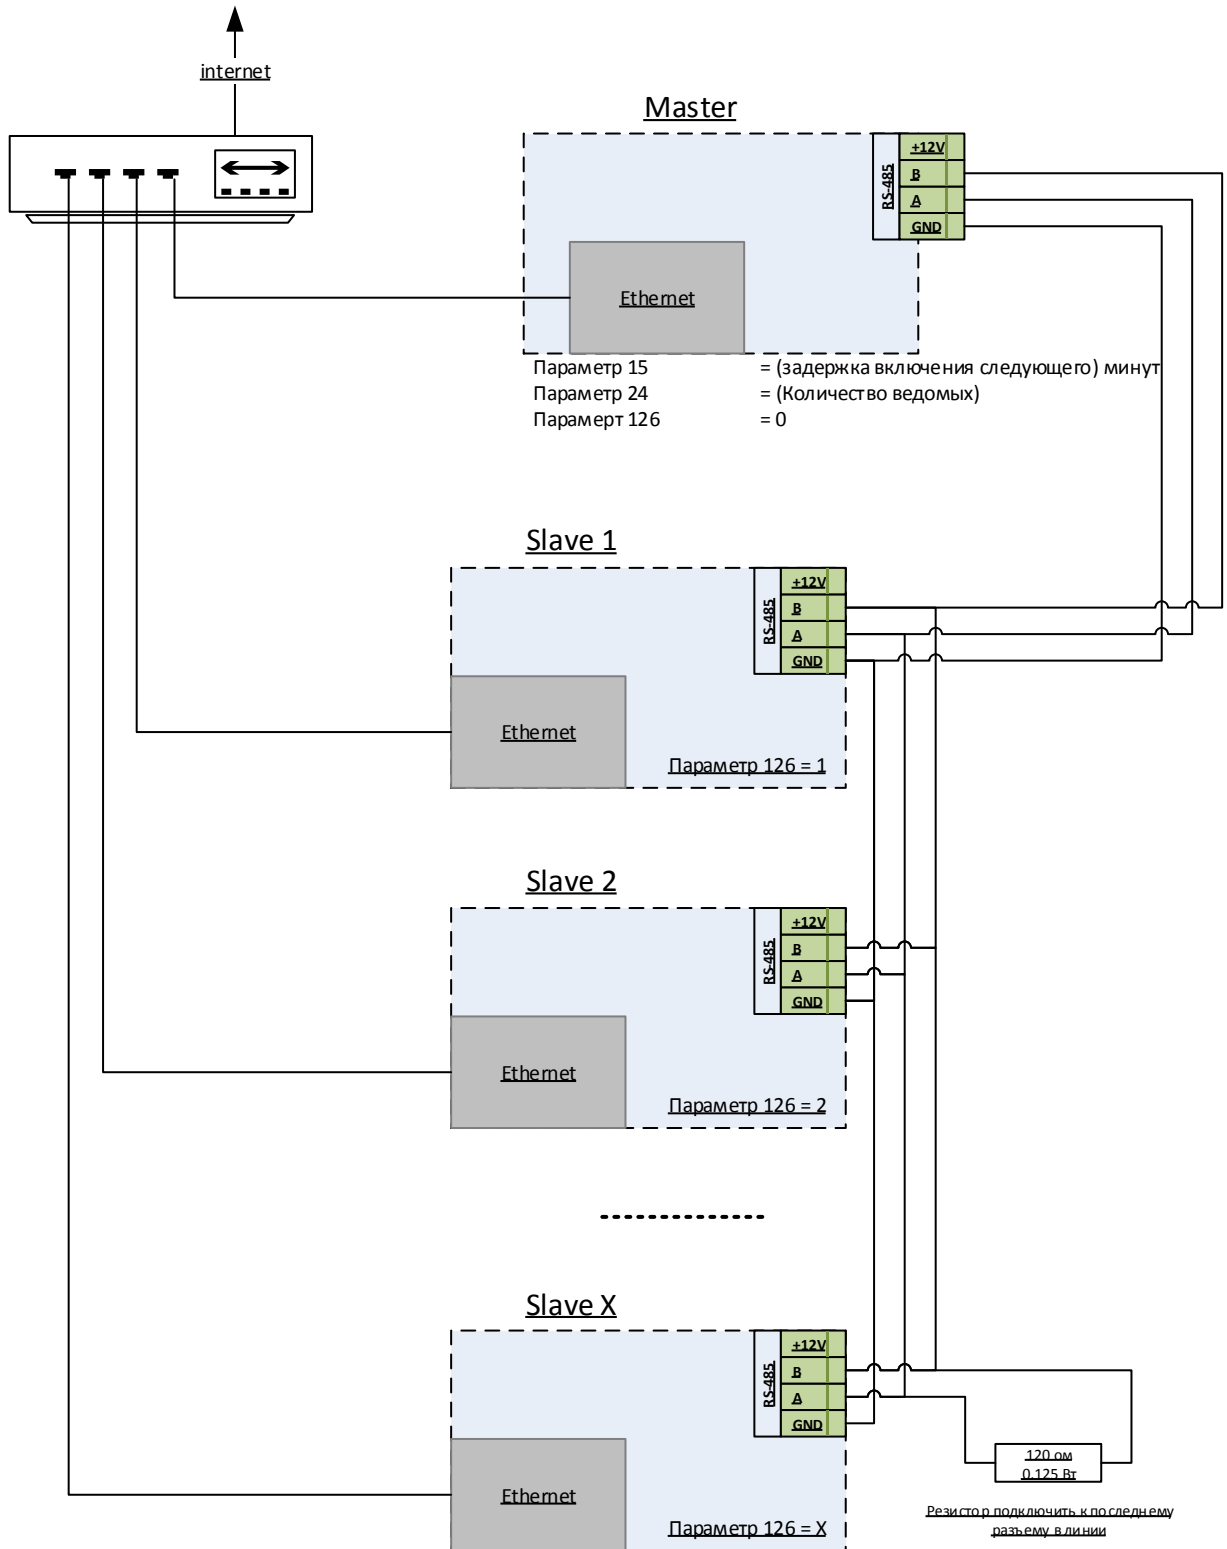 internet
Master
RS-485
+12V
B
A
GND
Ethernet
Параметр 15 = (задержка включения следующего) минут
Параметр 24 = (Количество ведомых)
Парамерт 126 = 0
Slave 1
RS-485
+12V
B
A
GND
Ethernet
Параметр 126 = 1
Slave 2
RS-485
+12V
B
A
GND
Ethernet
Параметр 126 = 2
Slave X
RS-485
+12V
B
A
GND
Ethernet
Параметр 126 = X
120 ом
0.125 Вт
Резистор подключить к последнему
разъему в линии